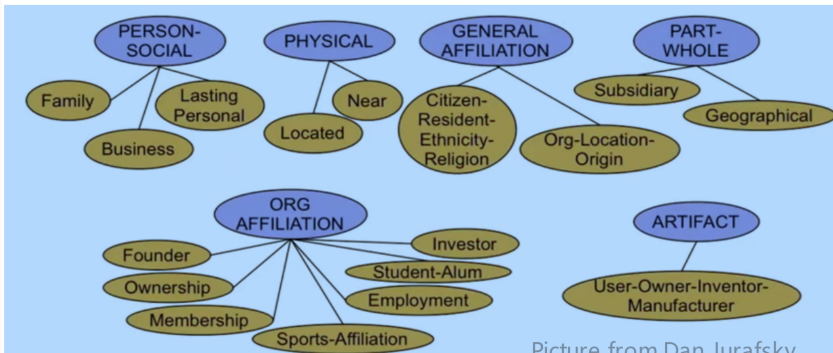 PERSON-
SOCIAL
Family
Business
Lasting
Personal
PHYSICAL
Located
Near
GENERAL
AFFILIATION
Citizen-
Resident-
Ethnicity-
Religion
Org-Location-
Origin
PART-
WHOLE
Subsidiary
Geographical
ORG
AFFILIATION
Founder
Ownership
Membership
Sports-Affiliation
Investor
Student-Alum
Employment
ARTIFACT
User-Owner-Inventor-
Manufacturer
Picture from Dan Jurafsky